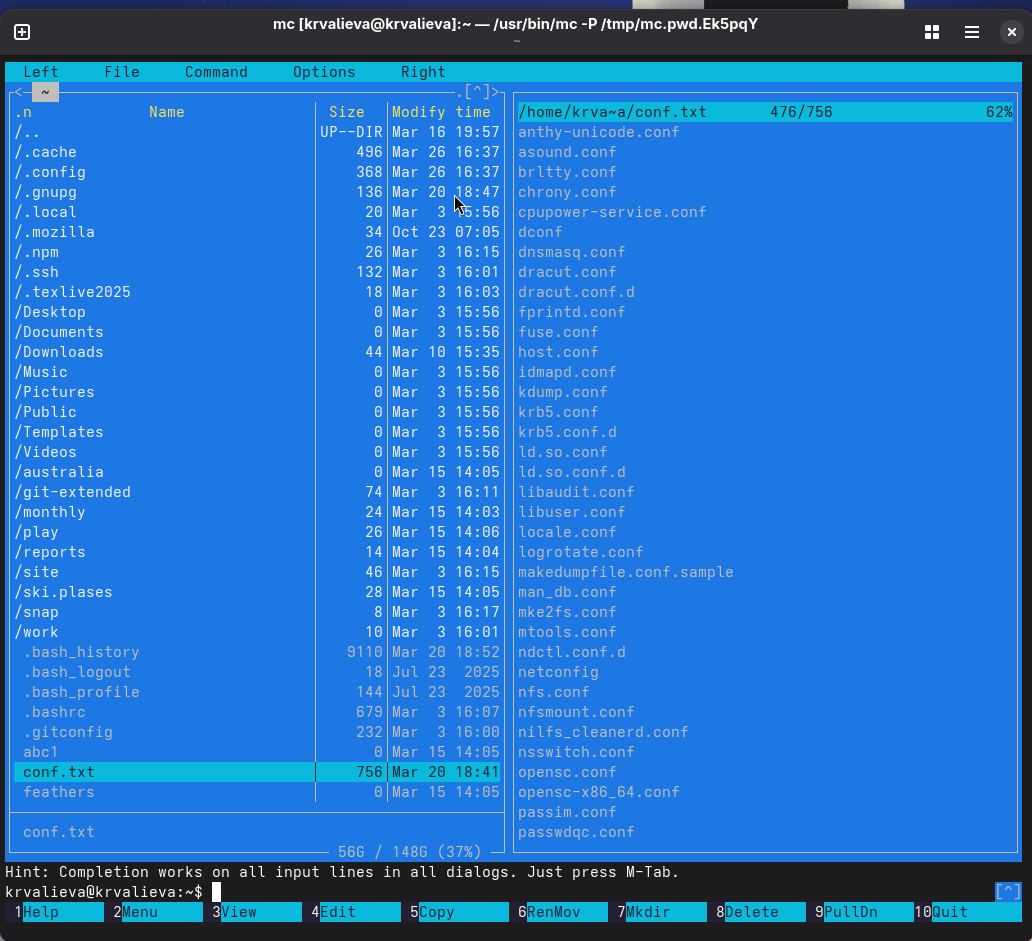 mc [krvalieva@krvalieva]:~ — /usr/bin/mc -P /tmp/mc.pwd.Ek5pqY
~
Left File Command Options Right
<─ ~ .[^]>
.n Name Size Modify time
/.. UP--DIR Mar 16 19:57
/.cache 496 Mar 26 16:37
/.config 368 Mar 26 16:37
/.gnupg 136 Mar 20 18:47
/.local 20 Mar 3 15:56
/.mozilla 34 Oct 23 07:05
/.npm 26 Mar 3 16:15
/.ssh 132 Mar 3 16:01
/.texlive2025 18 Mar 3 16:03
/Desktop 0 Mar 3 15:56
/Documents 0 Mar 3 15:56
/Downloads 44 Mar 10 15:35
/Music 0 Mar 3 15:56
/Pictures 0 Mar 3 15:56
/Public 0 Mar 3 15:56
/Templates 0 Mar 3 15:56
/Videos 0 Mar 3 15:56
/australia 0 Mar 15 14:05
/git-extended 74 Mar 3 16:11
/monthly 24 Mar 15 14:03
/play 26 Mar 15 14:06
/reports 14 Mar 15 14:04
/site 46 Mar 3 16:15
/ski.plases 28 Mar 15 14:05
/snap 8 Mar 3 16:17
/work 10 Mar 3 16:01
.bash_history 9110 Mar 20 18:52
.bash_logout 18 Jul 23 2025
.bash_profile 144 Jul 23 2025
.bashrc 679 Mar 3 16:07
.gitconfig 232 Mar 3 16:00
abc1 0 Mar 15 14:05
conf.txt 756 Mar 20 18:41
feathers 0 Mar 15 14:05
conf.txt
56G / 148G (37%)
/home/krva~a/conf.txt 476/756 62%
anthy-unicode.conf
asound.conf
brltty.conf
chrony.conf
cpupower-service.conf
dconf
dnsmasq.conf
dracut.conf
dracut.conf.d
fprintd.conf
fuse.conf
host.conf
idmapd.conf
kdump.conf
krb5.conf
krb5.conf.d
ld.so.conf
ld.so.conf.d
libaudit.conf
libuser.conf
locale.conf
logrotate.conf
makedumpfile.conf.sample
man_db.conf
mke2fs.conf
mtools.conf
ndctl.conf.d
netconfig
nfs.conf
nfsmount.conf
nilfs_cleanerd.conf
nsswitch.conf
opensc.conf
opensc-x86_64.conf
passim.conf
passwdqc.conf
Hint: Completion works on all input lines in all dialogs. Just press M-Tab.
krvalieva@krvalieva:~$ [^]
1Help 2Menu 3View 4Edit 5Copy 6RenMov 7Mkdir 8Delete 9PullDn 10Quit